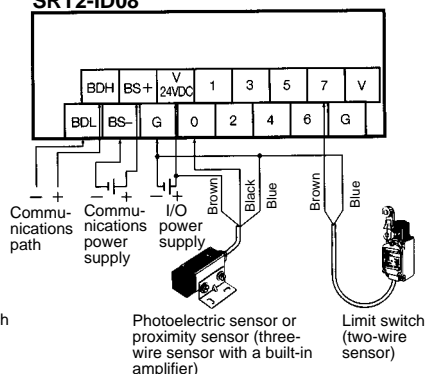 SRT2-ID08
BDH BS+ V 24VDC 1 3 5 7 V
BDL BS– G 0 2 4 6 G
– + – + – +
Commu-
nications
path
Commu-
nications
power
supply
I/O
power
supply
Brown
Black
Blue
Brown
Blue
Photoelectric sensor or
proximity sensor (three-
wire sensor with a built-in
amplifier)
Limit switch
(two-wire
sensor)